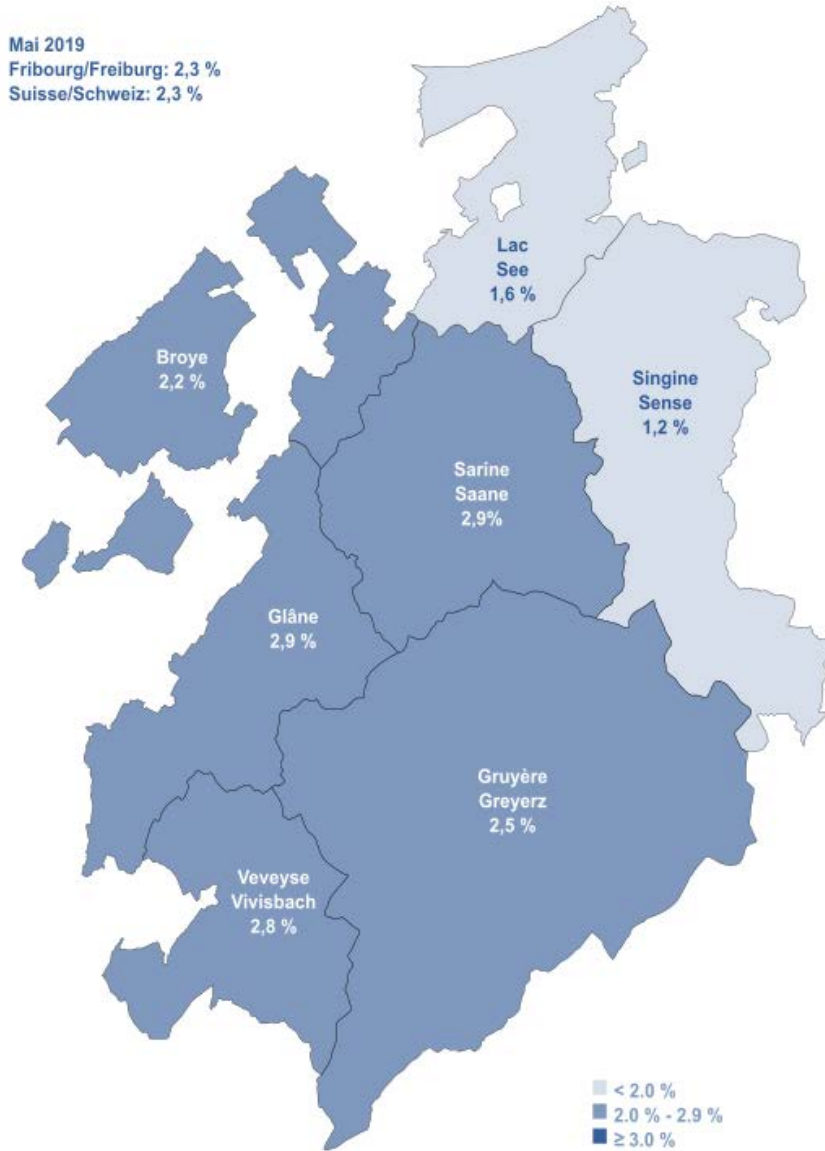 Mai 2019
Fribourg/Freiburg: 2,3 %
Suisse/Schweiz: 2,3 %
Lac
See
1,6 %
Broye
2,2 %
Singine
Sense
1,2 %
Sarine
Saane
2,9%
Glâne
2,9 %
Gruyère
Greyerz
2,5 %
Veveyse
Vivisbach
2,8 %
< 2.0 %
2.0 % - 2.9 %
≥ 3.0 %